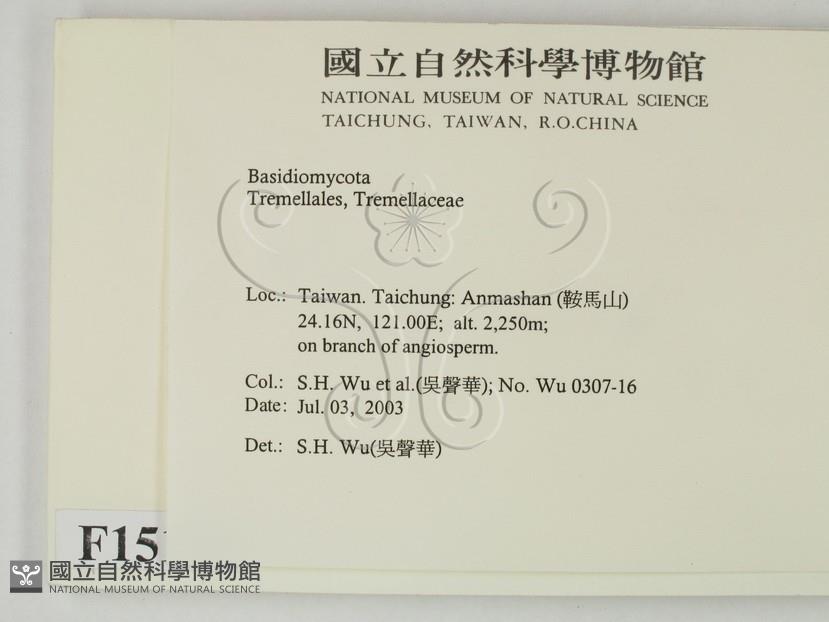 國立自然科學博物館
NATIONAL MUSEUM OF NATURAL SCIENCE
TAICHUNG, TAIWAN, R.O.CHINA
Basidiomycota
Tremellales, Tremellaceae
Loc.: Taiwan. Taichung: Anmashan (鞍馬山)
24.16N, 121.00E; alt. 2,250m;
on branch of angiosperm.
Col.: S.H. Wu et al.(吳聲華); No. Wu 0307-16
Date: Jul. 03, 2003
Det.: S.H. Wu(吳聲華)
F15
國立自然科學博物館
NATIONAL MUSEUM OF NATURAL SCIENCE